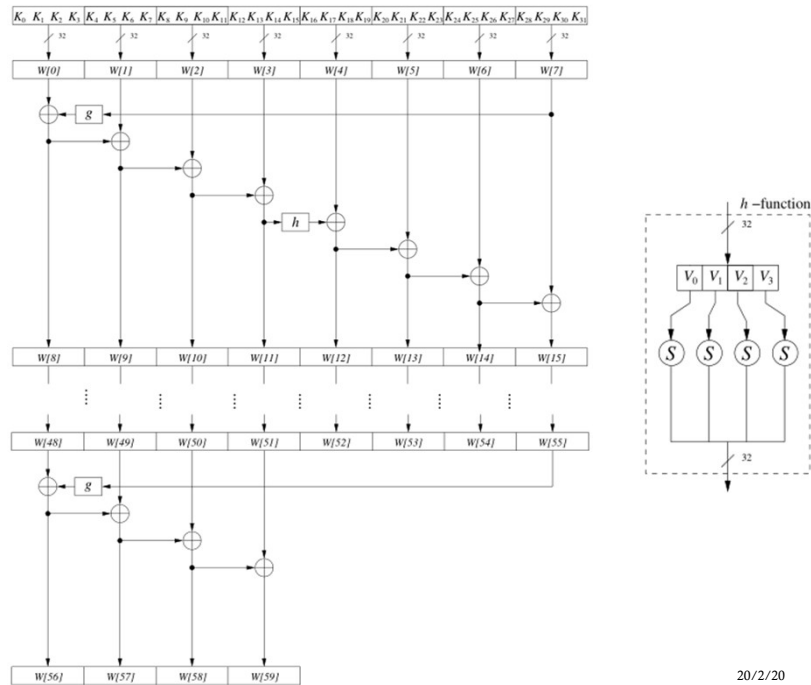 K₀ K₁ K₂ K₃ K₄ K₅ K₆ K₇ K₈ K₉ K₁₀ K₁₁ K₁₂ K₁₃ K₁₄ K₁₅ K₁₆ K₁₇ K₁₈ K₁₉ K₂₀ K₂₁ K₂₂ K₂₃ K₂₄ K₂₅ K₂₆ K₂₇ K₂₈ K₂₉ K₃₀ K₃₁
32 32 32 32 32 32 32 32
W[0] W[1] W[2] W[3] W[4] W[5] W[6] W[7]
g
h
W[8] W[9] W[10] W[11] W[12] W[13] W[14] W[15]
W[48] W[49] W[50] W[51] W[52] W[53] W[54] W[55]
g
W[56] W[57] W[58] W[59]
h –function
32
V₀ V₁ V₂ V₃
S S S S
32
20/2/20